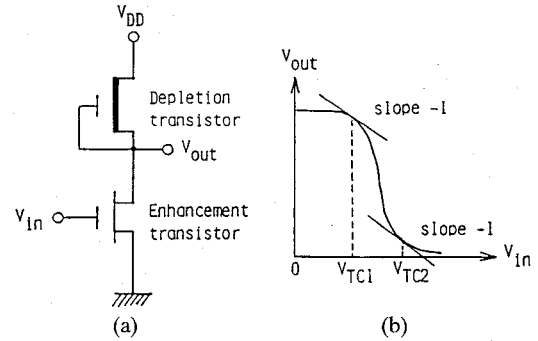 V_DD
Depletion
transistor
V_out
V_in
Enhancement
transistor
(a)
V_out
slope -1
slope -1
0
V_TC1
V_TC2
V_in
(b)